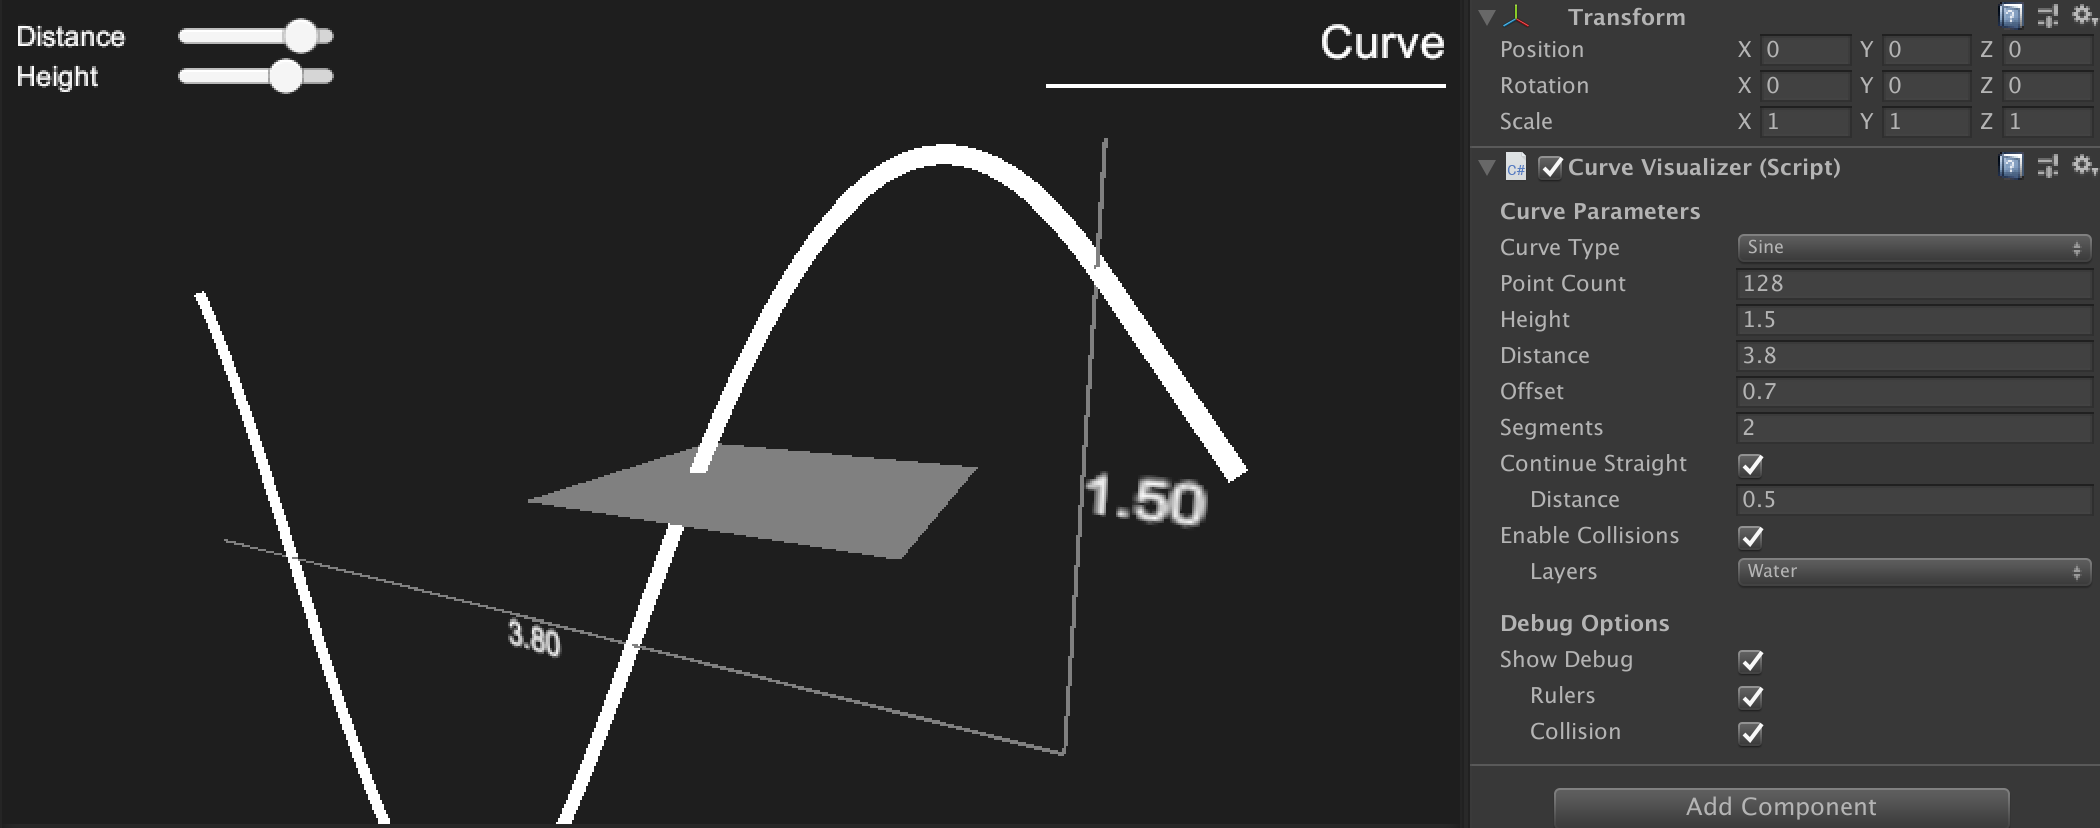 Distance
Height
Curve
1.50
3.80
Transform
Position X 0 Y 0 Z 0
Rotation X 0 Y 0 Z 0
Scale X 1 Y 1 Z 1
C# Curve Visualizer (Script)
Curve Parameters
Curve Type Sine
Point Count 128
Height 1.5
Distance 3.8
Offset 0.7
Segments 2
Continue Straight
Distance 0.5
Enable Collisions
Layers Water
Debug Options
Show Debug
Rulers
Collision
Add Component